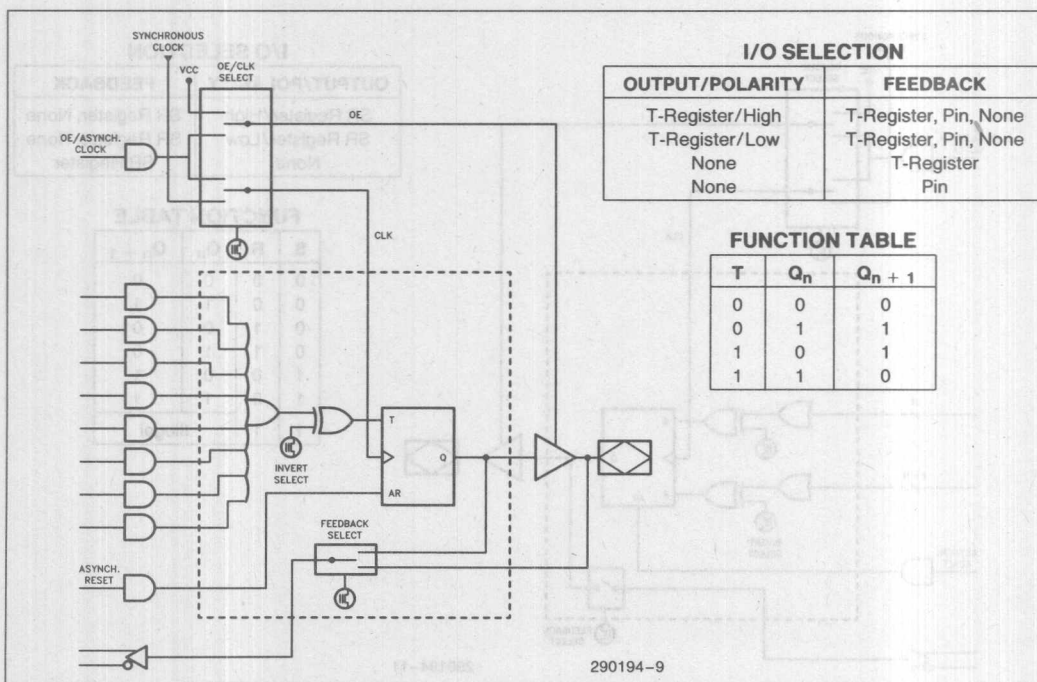 SYNCHRONOUS
CLOCK
VCC
OE/CLK
SELECT
OE
OE/ASYNCH.
CLOCK
CLK
I/O SELECTION
OUTPUT/POLARITY FEEDBACK
T-Register/High T-Register, Pin, None
T-Register/Low T-Register, Pin, None
None T-Register
None Pin
FUNCTION TABLE
T Qn Qn + 1
0 0 0
0 1 1
1 0 1
1 1 0
T
Q
AR
INVERT
SELECT
FEEDBACK
SELECT
ASYNCH.
RESET
290194-9